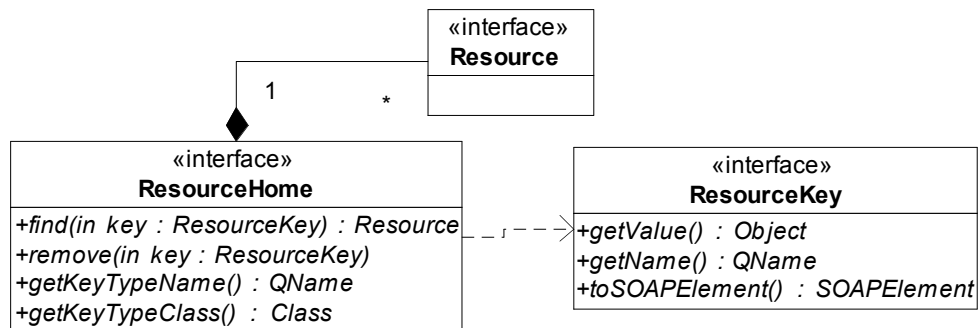 «interface»
Resource
1
*
«interface»
ResourceHome
+find(in key : ResourceKey) : Resource
+remove(in key : ResourceKey)
+getKeyTypeName() : QName
+getKeyTypeClass() : Class
«interface»
ResourceKey
+getValue() : Object
+getName() : QName
+toSOAPElement() : SOAPElement